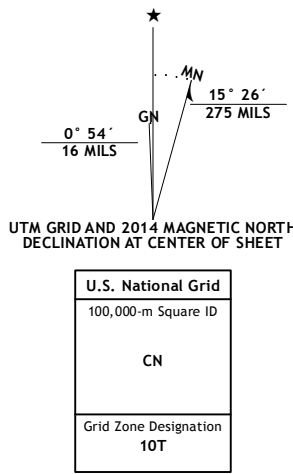 ★
MN
GN
15° 26´
275 MILS
0° 54´
16 MILS
UTM GRID AND 2014 MAGNETIC NORTH
DECLINATION AT CENTER OF SHEET
U.S. National Grid
100,000-m Square ID
CN
Grid Zone Designation
10T